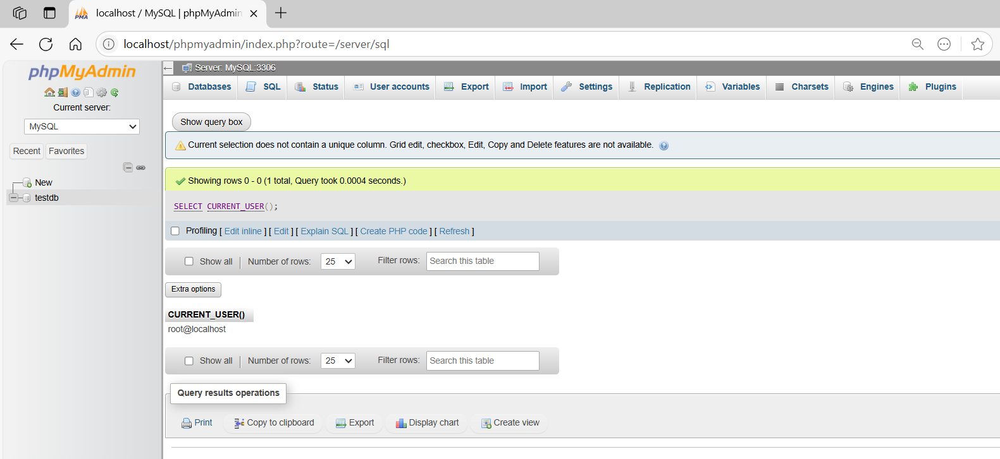 PMA localhost / MySQL | phpMyAdmin
localhost/phpmyadmin/index.php?route=/server/sql
phpMyAdmin
Current server:
MySQL
Recent Favorites
New
testdb
Server: MySQL:3306
Databases SQL Status User accounts Export Import Settings Replication Variables Charsets Engines Plugins
Show query box
Current selection does not contain a unique column. Grid edit, checkbox, Edit, Copy and Delete features are not available.
Showing rows 0 - 0 (1 total, Query took 0.0004 seconds.)
SELECT CURRENT_USER();
Profiling [ Edit inline ] [ Edit ] [ Explain SQL ] [ Create PHP code ] [ Refresh ]
Show all | Number of rows: 25 Filter rows: Search this table
Extra options
CURRENT_USER()
root@localhost
Show all | Number of rows: 25 Filter rows: Search this table
Query results operations
Print Copy to clipboard Export Display chart Create view